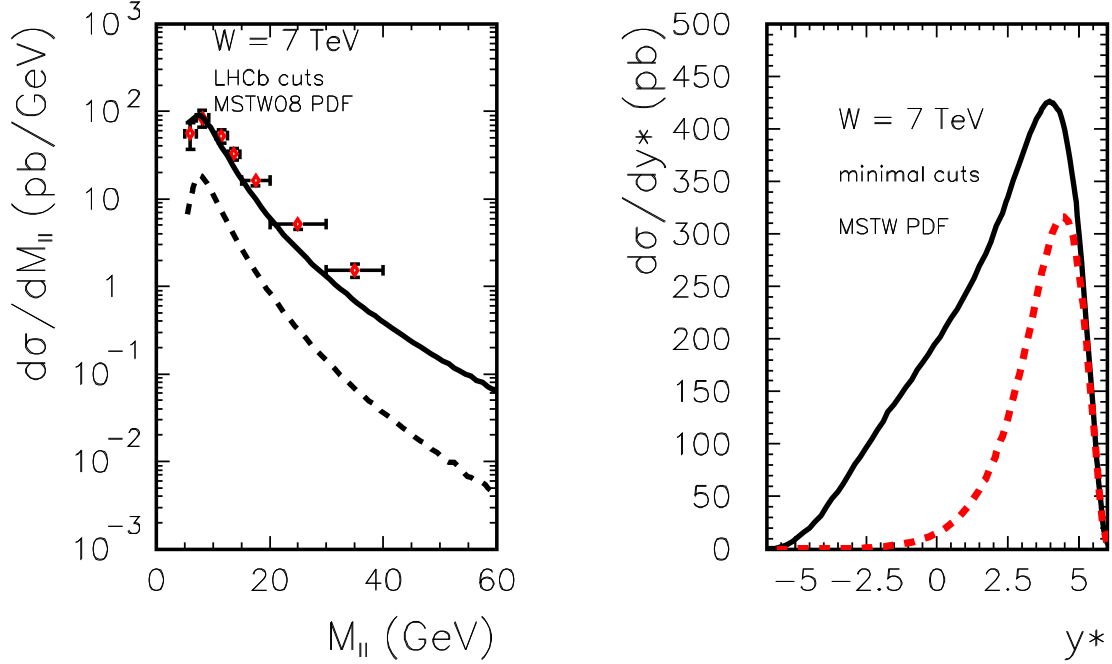 dσ/dM_ll (pb/GeV)
10^3
10^2
10
1
10^-1
10^-2
10^-3
W = 7 TeV
LHCb cuts
MSTW08 PDF
0 20 40 60
M_ll (GeV)
dσ/dy* (pb)
500
450
400
350
300
250
200
150
100
50
0
W = 7 TeV
minimal cuts
MSTW PDF
-5 -2.5 0 2.5 5
y*